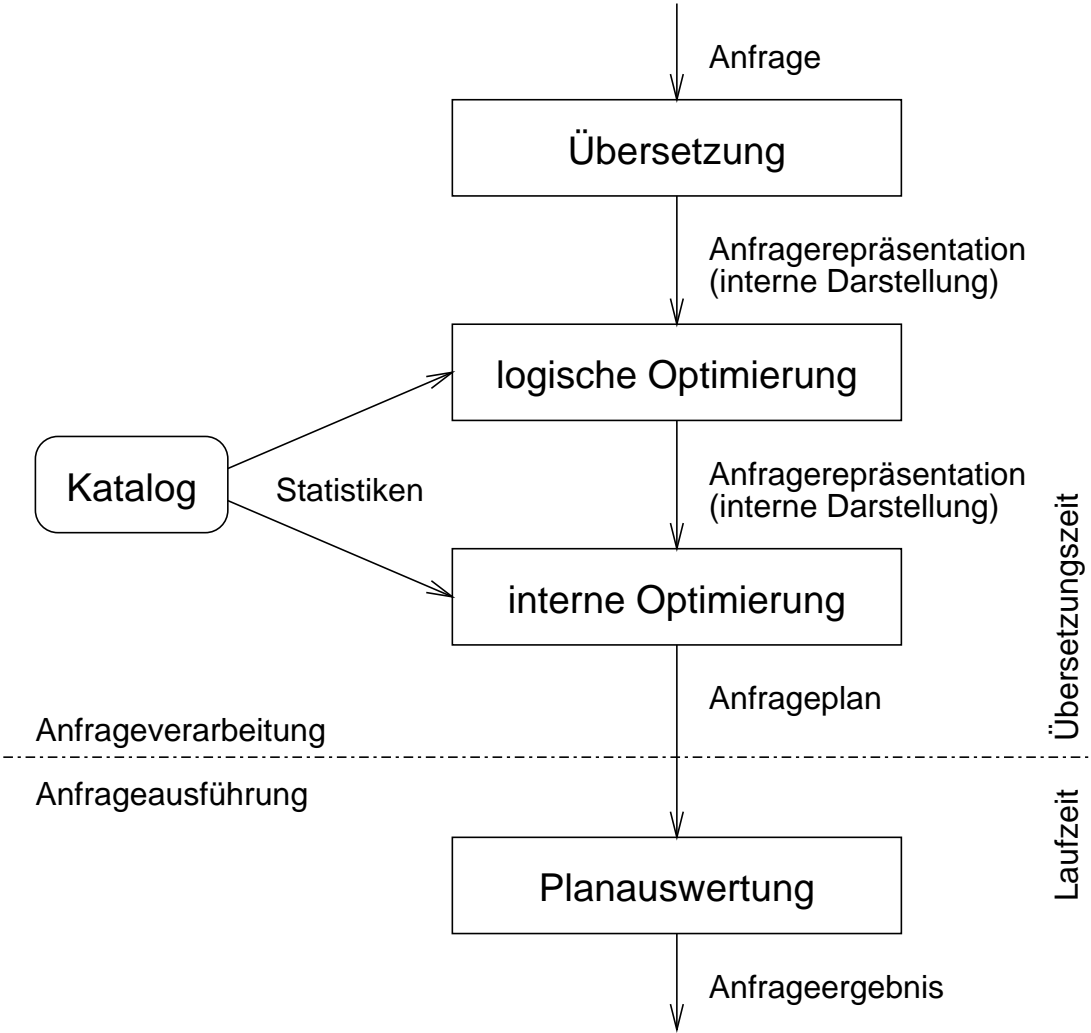 Anfrage
Übersetzung
Anfragerepräsentation
(interne Darstellung)
logische Optimierung
Katalog
Statistiken
Anfragerepräsentation
(interne Darstellung)
interne Optimierung
Übersetzungszeit
Anfrageplan
Anfrageverarbeitung
Anfrageausführung
Laufzeit
Planauswertung
Anfrageergebnis